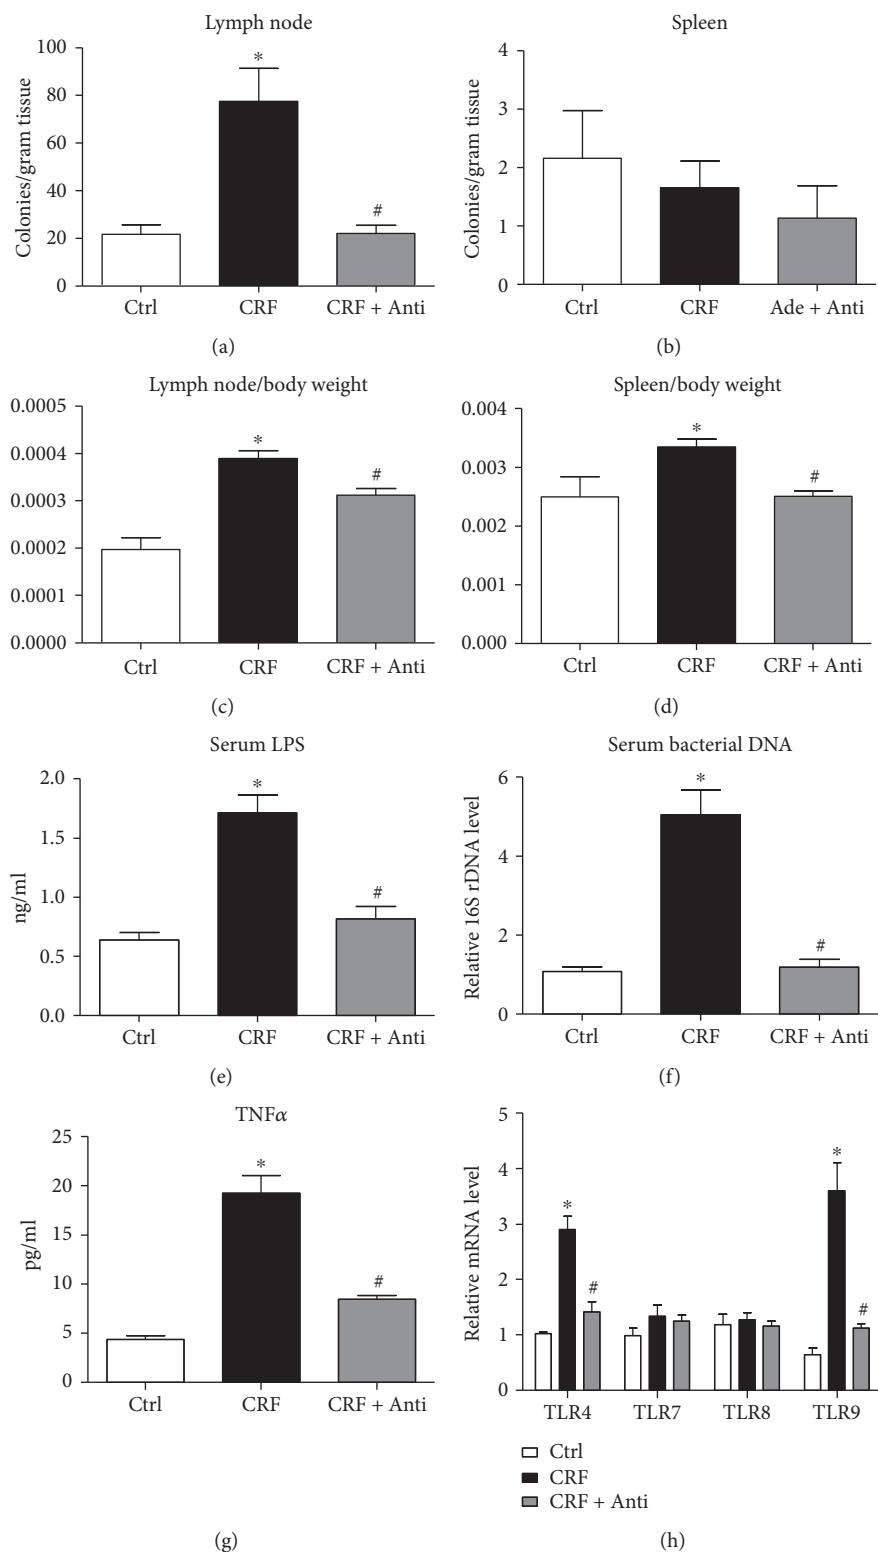 Lymph node
Colonies/gram tissue
100
80
60
40
20
0
*
#
Ctrl
CRF
CRF + Anti
(a)
Spleen
Colonies/gram tissue
4
3
2
1
0
Ctrl
CRF
Ade + Anti
(b)
Lymph node/body weight
0.0005
0.0004
0.0003
0.0002
0.0001
0.0000
*
#
Ctrl
CRF
CRF + Anti
(c)
Spleen/body weight
0.004
0.003
0.002
0.001
0.000
*
#
Ctrl
CRF
CRF + Anti
(d)
Serum LPS
ng/ml
2.0
1.5
1.0
0.5
0.0
*
#
Ctrl
CRF
CRF + Anti
(e)
Serum bacterial DNA
Relative 16S rDNA level
6
4
2
0
*
#
Ctrl
CRF
CRF + Anti
(f)
TNFα
pg/ml
25
20
15
10
5
0
*
#
Ctrl
CRF
CRF + Anti
(g)
Relative mRNA level
5
4
3
2
1
0
*
#
*
#
TLR4
TLR7
TLR8
TLR9
Ctrl
CRF
CRF + Anti
(h)